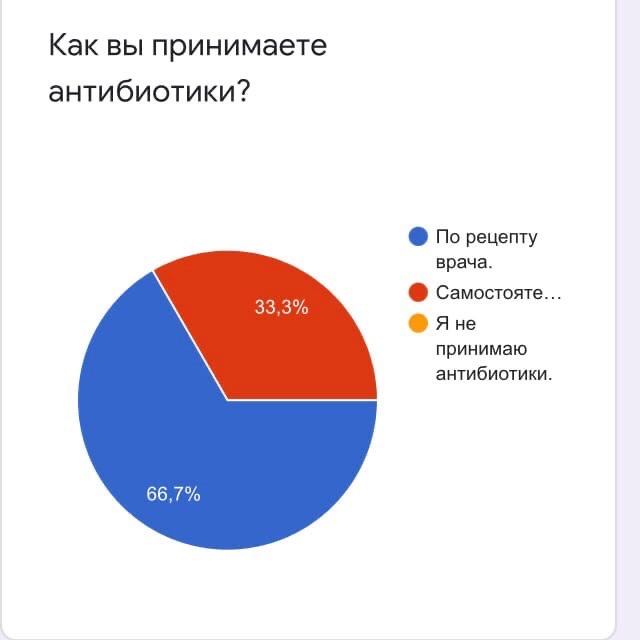 Как вы принимаете
антибиотики?
По рецепту
врача.
Самостояте...
Я не
принимаю
антибиотики.
33,3%
66,7%